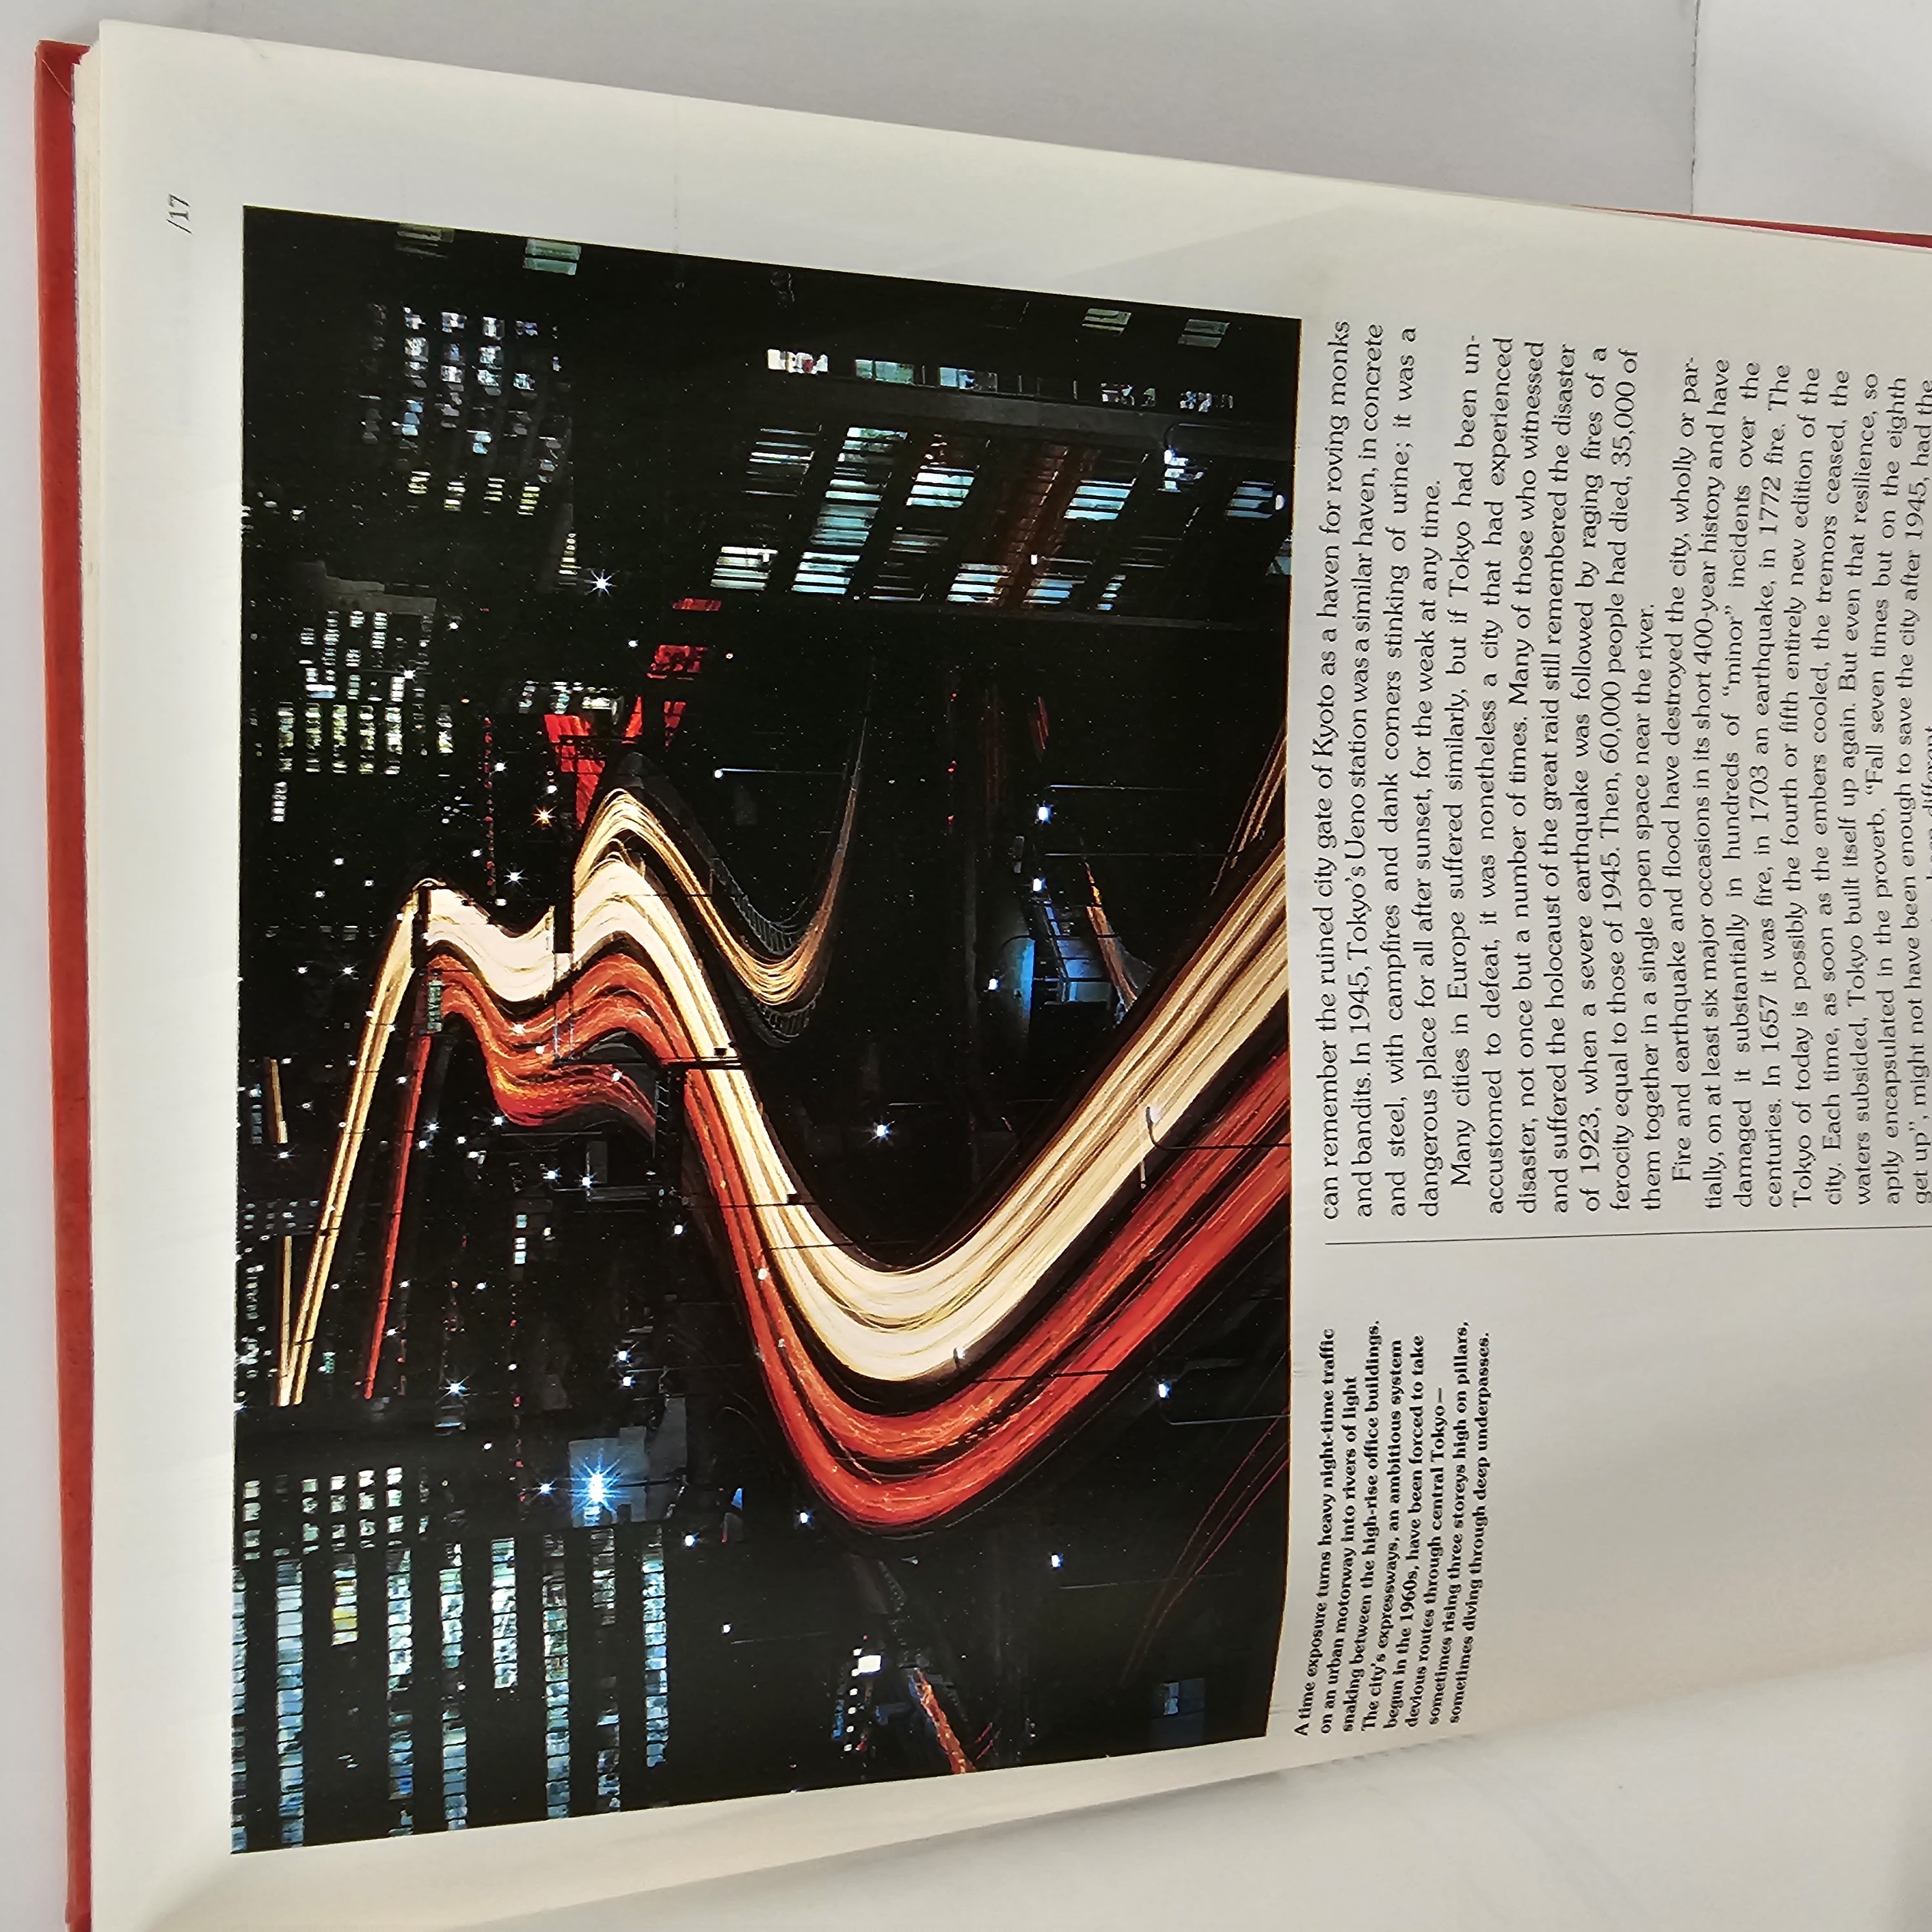 /17
A time exposure turns heavy night-time traffic
on an urban motorway into rivers of light
snaking between the high-rise office buildings.
The city's expressways, an ambitious system
begun in the 1960s, have been forced to take
devious routes through central Tokyo—
sometimes rising three storeys high on pillars,
sometimes diving through deep underpasses.
can remember the ruined city gate of Kyoto as a haven for roving monks
and bandits. In 1945, Tokyo's Ueno station was a similar haven, in concrete
and steel, with campfires and dank corners stinking of urine; it was a
dangerous place for all after sunset, for the weak at any time.
Many cities in Europe suffered similarly, but if Tokyo had been un-
accustomed to defeat, it was nonetheless a city that had experienced
disaster, not once but a number of times. Many of those who witnessed
and suffered the holocaust of the great raid still remembered the disaster
of 1923, when a severe earthquake was followed by raging fires of a
ferocity equal to those of 1945. Then, 60,000 people had died, 35,000 of
them together in a single open space near the river.
Fire and earthquake and flood have destroyed the city, wholly or par-
tially, on at least six major occasions in its short 400-year history and have
damaged it substantially in hundreds of “minor” incidents over the
centuries. In 1657 it was fire, in 1703 an earthquake, in 1772 fire. The
Tokyo of today is possibly the fourth or fifth entirely new edition of the
city. Each time, as soon as the embers cooled, the tremors ceased, the
waters subsided, Tokyo built itself up again. But even that resilience, so
aptly encapsulated in the proverb, “Fall seven times but on the eighth
get up”, might not have been enough to save the city after 1945, had the
been different